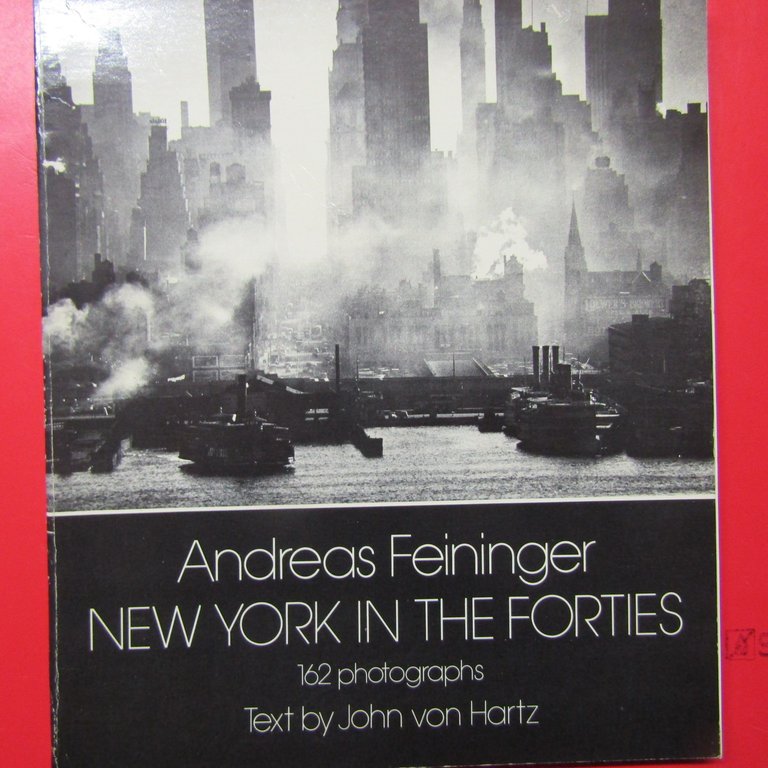 Andreas Feininger
NEW YORK IN THE FORTIES
162 photographs
Text by John von Hartz